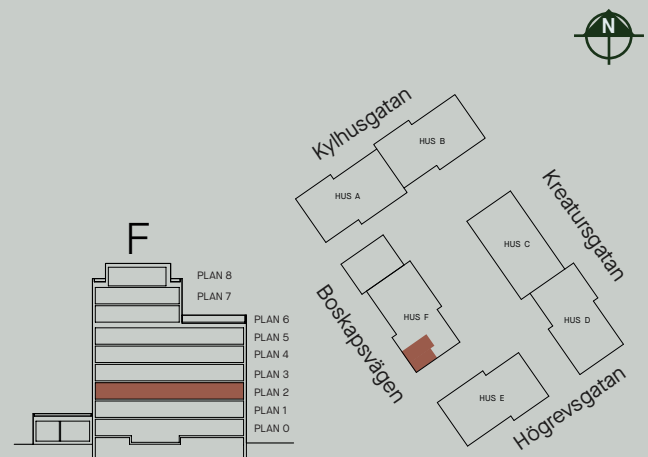 N
Kylhusgatan
HUS B
HUS A
Kreatursgatan
HUS C
F
PLAN 8
PLAN 7
PLAN 6
PLAN 5
PLAN 4
PLAN 3
PLAN 2
PLAN 1
PLAN 0
Boskapsvägen
HUS F
HUS D
HUS E
Högrevsgatan